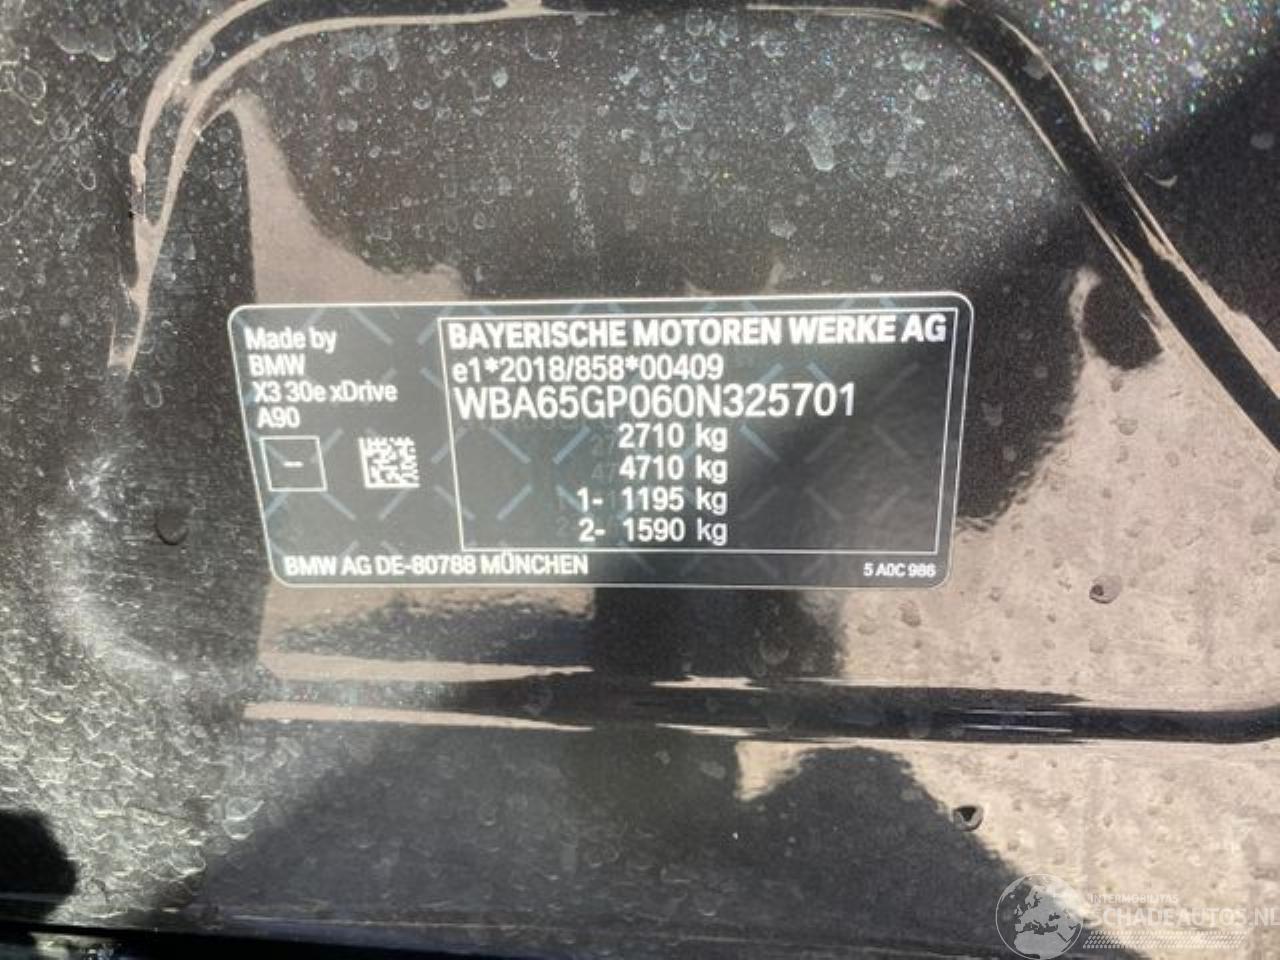 Made by
BMW
X3 30e xDrive
A90
–
BAYERISCHE MOTOREN WERKE AG
e1*2018/858*00409
WBA65GP060N325701
2710 kg
4710 kg
1- 1195 kg
2- 1590 kg
BMW AG DE-80788 MÜNCHEN
5 A0C 986
INTERMOBILITAS
SCHADEAUTOS.NL